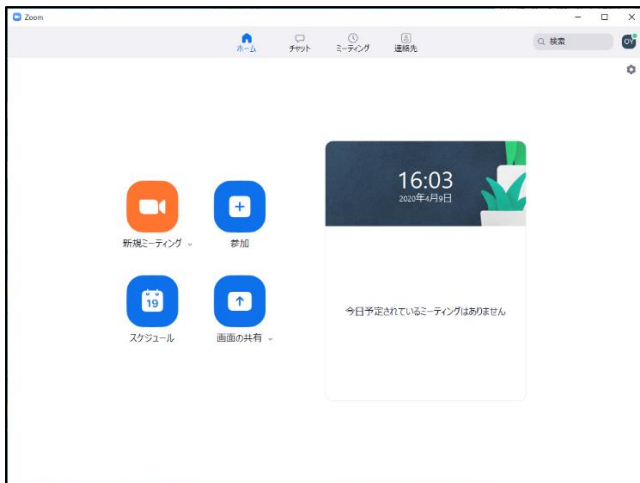 Zoom
ホーム
チャット
ミーティング
連絡先
検索
OY
16:03
2020年4月9日
新規ミーティング
参加
19
スケジュール
画面の共有
今日予定されているミーティングはありません